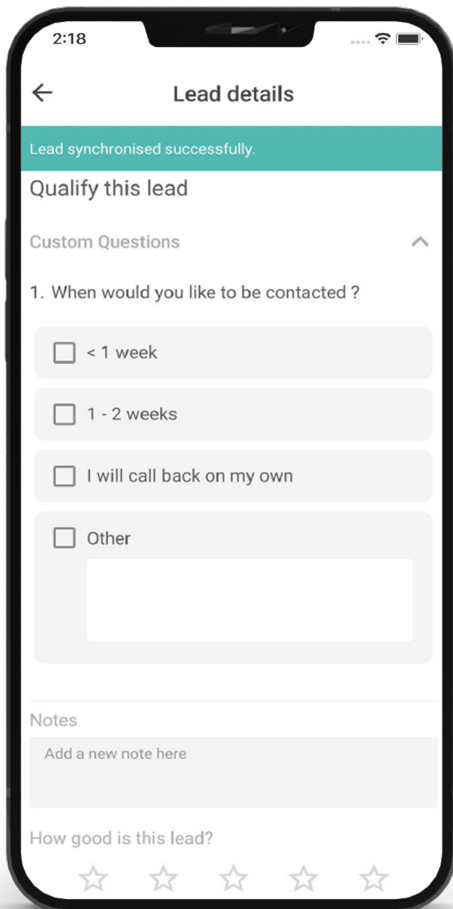 2:18
Lead details
Lead synchronised successfully.
Qualify this lead
Custom Questions
1. When would you like to be contacted ?
< 1 week
1 - 2 weeks
I will call back on my own
Other
Notes
Add a new note here
How good is this lead?